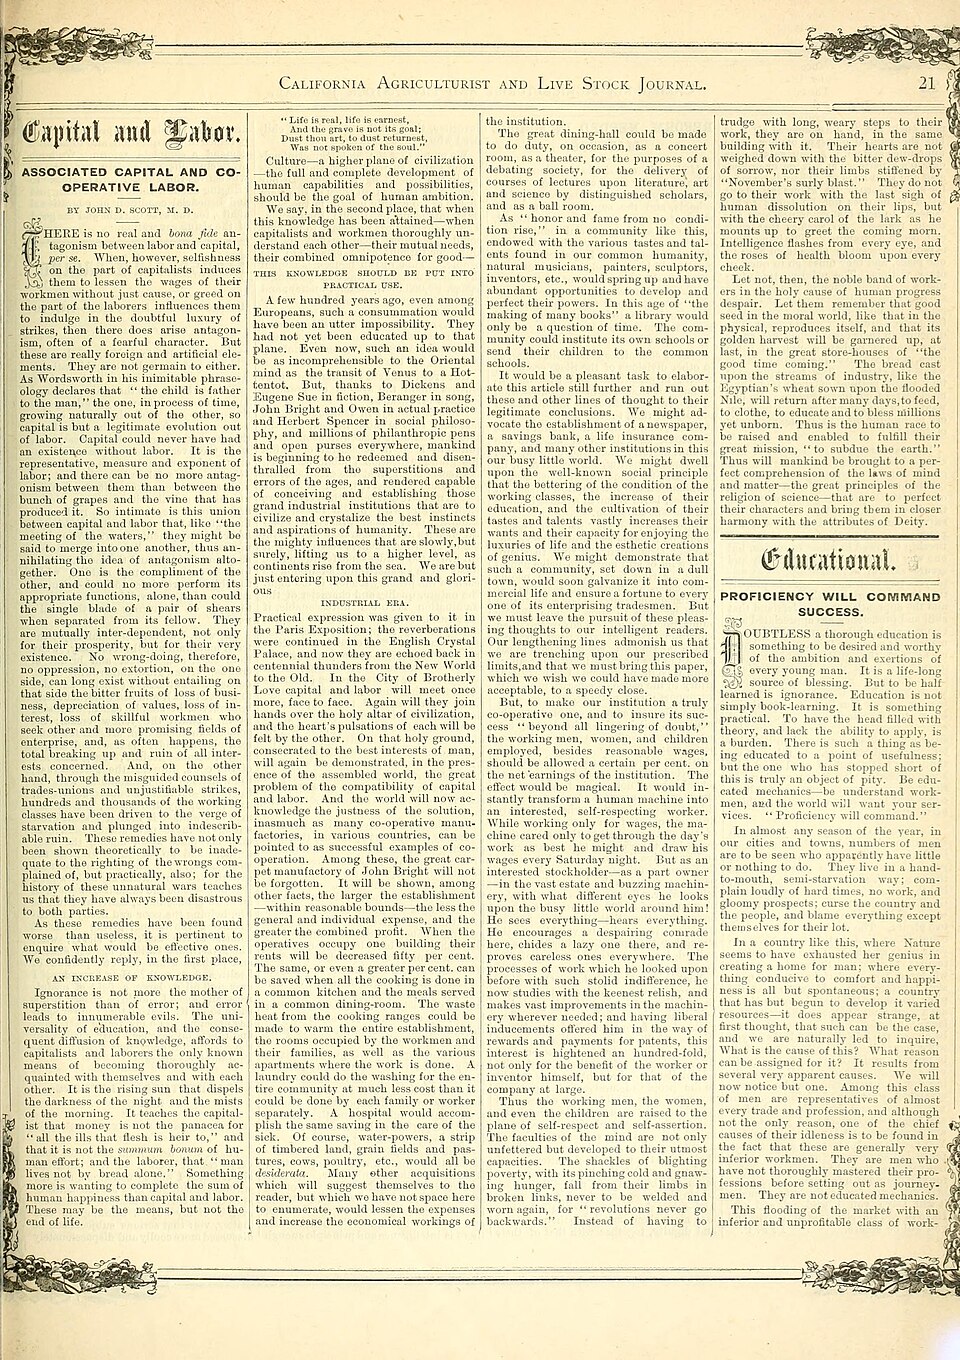 California Agriculturist and Live Stock Journal.
21
Capital and Labor.
ASSOCIATED CAPITAL AND CO-
OPERATIVE LABOR.
BY JOHN D. SCOTT, M. D.
THERE is no real and bona fide an-
tagonism between labor and capital,
per se. When, however, selfishness
on the part of capitalists induces
them to lessen the wages of their
workmen without just cause, or greed on
the part of the laborers influences them
to indulge in the doubtful luxury of
strikes, then there does arise antagon-
ism, often of a fearful character. But
these are really foreign and artificial ele-
ments. They are not germain to either.
As Wordsworth in his inimitable phrase-
ology declares that "the child is father
to the man," the one, in process of time,
growing naturally out of the other, so
capital is but a legitimate evolution out
of labor. Capital could never have had
an existence without labor. It is the
representative, measure and exponent of
labor; and there can be no more antag-
onism between them than between the
bunch of grapes and the vine that has
produced it. So intimate is this union
between capital and labor that, like "the
meeting of the waters," they might be
said to merge into one another, thus an-
nihilating the idea of antagonism alto-
gether. One is the compliment of the
other, and could no more perform its
appropriate functions, alone, than could
the single blade of a pair of shears
when separated from its fellow. They
are mutually inter-dependent, not only
for their prosperity, but for their very
existence. No wrong-doing, therefore,
no oppression, no extortion, on the one
side, can long exist without entailing on
that side the bitter fruits of loss of busi-
ness, depreciation of values, loss of in-
terest, loss of skillful workmen who
seek other and more promising fields of
enterprise, and, as often happens, the
total breaking up and ruin of all inter-
ests concerned. And, on the other
hand, through the misguided counsels of
trades-unions and unjustifiable strikes,
hundreds and thousands of the working
classes have been driven to the verge of
starvation and plunged into indescrib-
able ruin. These remedies have not only
been shown theoretically to be inade-
quate to the righting of the wrongs com-
plained of, but practically, also; for the
history of these unnatural wars teaches
us that they have always been disastrous
to both parties.
As these remedies have been found
worse than useless, it is pertinent to
enquire what would be effective ones.
We confidently reply, in the first place,
AN INCREASE OF KNOWLEDGE.
Ignorance is not more the mother of
superstition than of error; and error
leads to innumerable evils. The uni-
versality of education, and the conse-
quent diffusion of knowledge, affords to
capitalists and laborers the only known
means of becoming thoroughly ac-
quainted with themselves and with each
other. It is the rising sun that dispels
the darkness of the night and the mists
of the morning. It teaches the capital-
ist that money is not the panacea for
"all the ills that flesh is heir to," and
that it is not the summum bonum of hu-
man effort; and the laborer, that "man
lives not by bread alone." Something
more is wanting to complete the sum of
human happiness than capital and labor.
These may be the means, but not the
end of life.
"Life is real, life is earnest,
And the grave is not its goal;
Dust thou art, to dust returnest,
Was not spoken of the soul."
Culture—a higher plane of civilization
—the full and complete development of
human capabilities and possibilities,
should be the goal of human ambition.
We say, in the second place, that when
this knowledge has been attained—when
capitalists and workmen thoroughly un-
derstand each other—their mutual needs,
their combined omnipotence for good—
THIS KNOWLEDGE SHOULD BE PUT INTO
PRACTICAL USE.
A few hundred years ago, even among
Europeans, such a consummation would
have been an utter impossibility. They
had not yet been educated up to that
plane. Even now, such an idea would
be as incomprehensible to the Oriental
mind as the transit of Venus to a Hot-
tentot. But, thanks to Dickens and
Eugene Sue in fiction, Beranger in song,
John Bright and Owen in actual practice
and Herbert Spencer in social philoso-
phy, and millions of philanthropic pens
and open purses everywhere, mankind
is beginning to he redeemed and disen-
thralled from the superstitions and
errors of the ages, and rendered capable
of conceiving and establishing those
grand industrial institutions that are to
civilize and crystalize the best instincts
and aspirations of humanity. These are
the mighty influences that are slowly, but
surely, lifting us to a higher level, as
continents rise from the sea. We are but
just entering upon this grand and glori-
ous
INDUSTRIAL ERA.
Practical expression was given to it in
the Paris Exposition; the reverberations
were continued in the English Crystal
Palace, and now they are echoed back in
centennial thunders from the New World
to the Old. In the City of Brotherly
Love capital and labor will meet once
more, face to face. Again will they join
hands over the holy altar of civilization,
and the heart's pulsations of each will be
felt by the other. On that holy ground,
consecrated to the best interests of man,
will again be demonstrated, in the pres-
ence of the assembled world, the great
problem of the compatibility of capital
and labor. And the world will now ac-
knowledge the justness of the solution,
inasmuch as many co-operative manu-
factories, in various countries, can be
pointed to as successful examples of co-
operation. Among these, the great car-
pet manufactory of John Bright will not
be forgotten. It will be shown, among
other facts, the larger the establishment
—within reasonable bounds—the less the
general and individual expense, and the
greater the combined profit. When the
operatives occupy one building their
rents will be decreased fifty per cent.
The same, or even a greater per cent. can
be saved when all the cooking is done in
a common kitchen and the meals served
in a common dining-room. The waste
heat from the cooking ranges could be
made to warm the entire establishment,
the rooms occupied by the workmen and
their families, as well as the various
apartments where the work is done. A
laundry could do the washing for the en-
tire community at much less cost than it
could be done by each family or worker
separately. A hospital would accom-
plish the same saving in the care of the
sick. Of course, water-powers, a strip
of timbered land, grain fields and pas-
tures, cows, poultry, etc., would all be
desiderata. Many other acquisitions
which will suggest themselves to the
reader, but which we have not space here
to enumerate, would lessen the expenses
and increase the economical workings of
the institution.
The great dining-hall could be made
to do duty, on occasion, as a concert
room, as a theater, for the purposes of a
debating society, for the delivery of
courses of lectures upon literature, art
and science by distinguished scholars,
and as a ball room.
As "honor and fame from no condi-
tion rise," in a community like this,
endowed with the various tastes and tal-
ents found in our common humanity,
natural musicians, painters, sculptors,
inventors, etc., would spring up and have
abundant opportunities to develop and
perfect their powers. In this age of "the
making of many books" a library would
only be a question of time. The com-
munity could institute its own schools or
send their children to the common
schools.
It would be a pleasant task to elabor-
ate this article still further and run out
these and other lines of thought to their
legitimate conclusions. We might ad-
vocate the establishment of a newspaper,
a savings bank, a life insurance com-
pany, and many other institutions in this
our busy little world. We might dwell
upon the well-known social principle
that the bettering of the condition of the
working classes, the increase of their
education, and the cultivation of their
tastes and talents vastly increases their
wants and their capacity for enjoying the
luxuries of life and the esthetic creations
of genius. We might demonstrate that
such a community, set down in a dull
town, would soon galvanize it into com-
mercial life and ensure a fortune to every
one of its enterprising tradesmen. But
we must leave the pursuit of these pleas-
ing thoughts to our intelligent readers.
Our lengthening lines admonish us that
we are trenching upon our prescribed
limits, and that we must bring this paper,
which we wish we could have made more
acceptable, to a speedy close.
But, to make our institution a truly
co-operative one, and to insure its suc-
cess "beyond all lingering of doubt,"
the working men, women, and children
employed, besides reasonable wages,
should be allowed a certain per cent. on
the net earnings of the institution. The
effect would be magical. It would in-
stantly transform a human machine into
an interested, self-respecting worker.
While working only for wages, the ma-
chine cared only to get through the day's
work as best he might and draw his
wages every Saturday night. But as an
interested stockholder—as a part owner
—in the vast estate and buzzing machin-
ery, with what different eyes he looks
upon the busy little world around him!
He sees everything—hears everything.
He encourages a despairing comrade
here, chides a lazy one there, and re-
proves careless ones everywhere. The
processes of work which he looked upon
before with such stolid indifference, he
now studies with the keenest relish, and
makes vast improvements in the machin-
ery wherever needed; and having liberal
inducements offered him in the way of
rewards and payments for patents, this
interest is hightened an hundred-fold,
not only for the benefit of the worker or
inventor himself, but for that of the
company at large.
Thus the working men, the women,
and even the children are raised to the
plane of self-respect and self-assertion.
The faculties of the mind are not only
unfettered but developed to their utmost
capacities. The shackles of blighting
poverty, with its pinching cold and gnaw-
ing hunger, fall from their limbs in
broken links, never to be welded and
worn again, for "revolutions never go
backwards." Instead of having to
trudge with long, weary steps to their
work, they are on hand, in the same
building with it. Their hearts are not
weighed down with the bitter dew-drops
of sorrow, nor their limbs stiffened by
"November's surly blast." They do not
go to their work with the last sigh of
human dissolution on their lips, but
with the cheery carol of the lark as he
mounts up to greet the coming morn.
Intelligence flashes from every eye, and
the roses of health bloom upon every
cheek.
Let not, then, the noble band of work-
ers in the holy cause of human progress
despair. Let them remember that good
seed in the moral world, like that in the
physical, reproduces itself, and that its
golden harvest will be garnered up, at
last, in the great store-houses of "the
good time coming." The bread cast
upon the streams of industry, like the
Egyptian's what sown upon the flooded
Nile, will return after many days, to feed,
to clothe, to educate and to bless millions
yet unborn. Thus is the human race to
be raised and enabled to fulfill their
great mission, "to subdue the earth."
Thus will mankind be brought to a per-
fect comprehension of the laws of mind
and matter—the great principles of the
religion of science—that are to perfect
their characters and bring them in closer
harmony with the attributes of Deity.
Educational.
PROFICIENCY WILL COMMAND
SUCCESS.
DOUBTLESS a thorough education is
something to be desired and worthy
of the ambition and exertions of
every young man. It is a life-long
source of blessing. But to be half
learned is ignorance. Education is not
simply book-learning. It is something
practical. To have the head filled with
theory, and lack the ability to apply, is
a burden. There is such a thing as be-
ing educated to a point of usefulness;
but the one who has stopped short of
this is truly an object of pity. Be edu-
cated mechanics—be understand work-
men, and the world will want your ser-
vices. "Proficiency will command."
In almost any season of the year, in
our cities and towns, numbers of men
are to be seen who apparently have little
or nothing to do. They live in a hand-
to-mouth, semi-starvation way; com-
plain loudly of hard times, no work, and
gloomy prospects; curse the country and
the people, and blame everything except
themselves for their lot.
In a country like this, where Nature
seems to have exhausted her genius in
creating a home for man; where every-
thing conducive to comfort and happi-
ness is all but spontaneous; a country
that has but begun to develop it varied
resources—it does appear strange, at
first thought, that such can be the case,
and we are naturally led to inquire,
What is the cause of this? What reason
can be assigned for it? It results from
several very apparent causes. We will
now notice but one. Among this class
of men are representatives of almost
every trade and profession, and although
not the only reason, one of the chief
causes of their idleness is to be found in
the fact that these are generally very
inferior workmen. They are men who
have not thoroughly mastered their pro-
fessions before setting out as journey-
men. They are not educated mechanics.
This flooding of the market with an
inferior and unprofitable class of work-